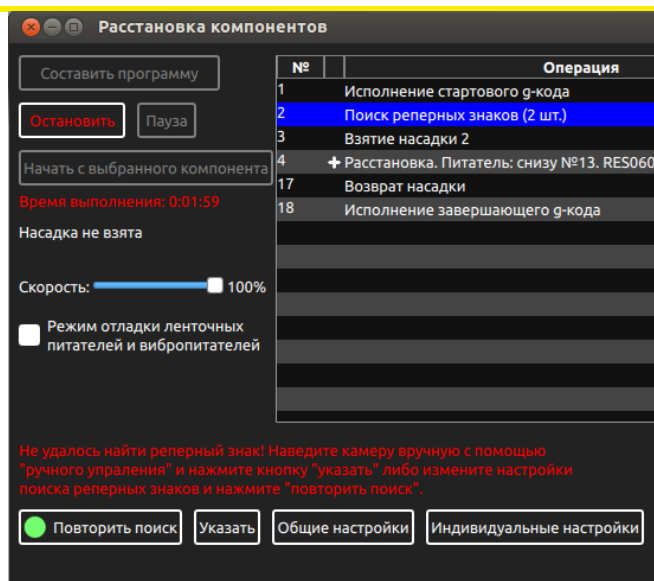 Расстановка компонентов
Составить программу
Остановить Пауза
Начать с выбранного компонента
Время выполнения: 0:01:59
Насадка не взята
Скорость: 100%
Режим отладки ленточных
питателей и вибропитателей
№ Операция
1 Исполнение стартового g-кода
2 Поиск реперных знаков (2 шт.)
3 Взятие насадки 2
4 + Расстановка. Питатель: снизу №13. RES060
17 Возврат насадки
18 Исполнение завершающего g-кода
Не удалось найти реперный знак! Наведите камеру вручную с помощью
"ручного упраления" и нажмите кнопку "указать" либо измените настройки
поиска реперных знаков и нажмите "повторить поиск".
Повторить поиск Указать Общие настройки Индивидуальные настройки